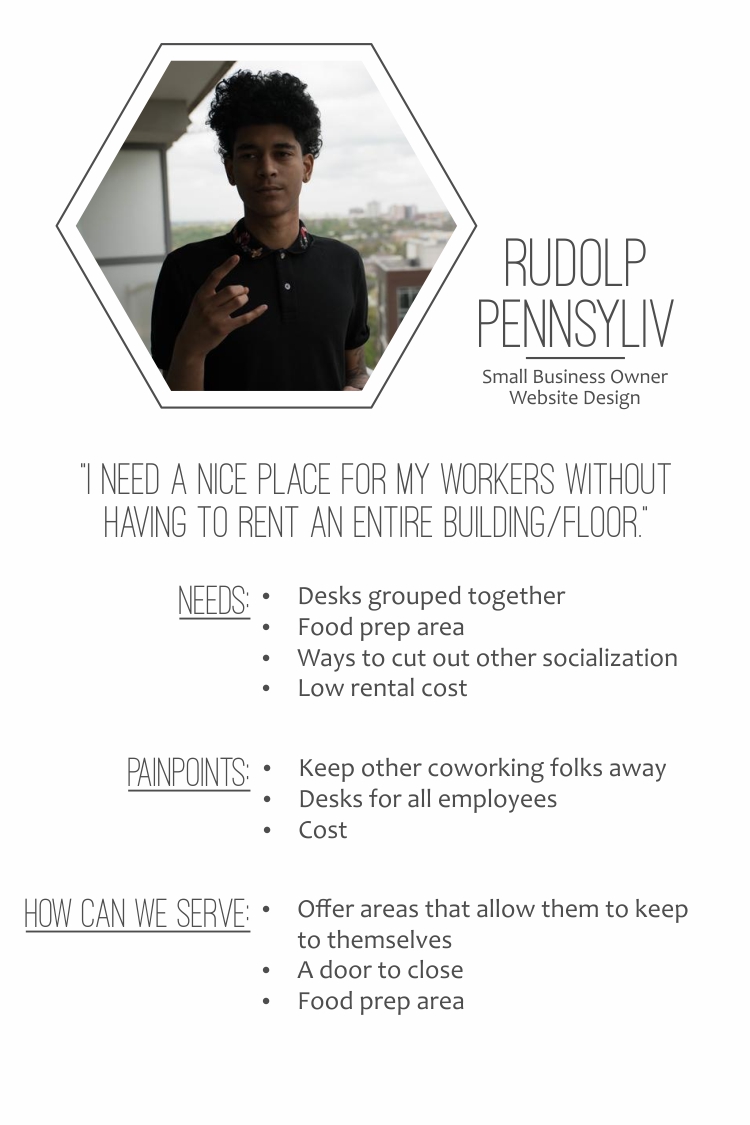 RUDOLP
PENNSYLIV
Small Business Owner
Website Design
"I NEED A NICE PLACE FOR MY WORKERS WITHOUT
HAVING TO RENT AN ENTIRE BUILDING/FLOOR."
NEEDS:
• Desks grouped together
• Food prep area
• Ways to cut out other socialization
• Low rental cost
PAINPOINTS:
• Keep other coworking folks away
• Desks for all employees
• Cost
HOW CAN WE SERVE:
• Offer areas that allow them to keep
to themselves
• A door to close
• Food prep area